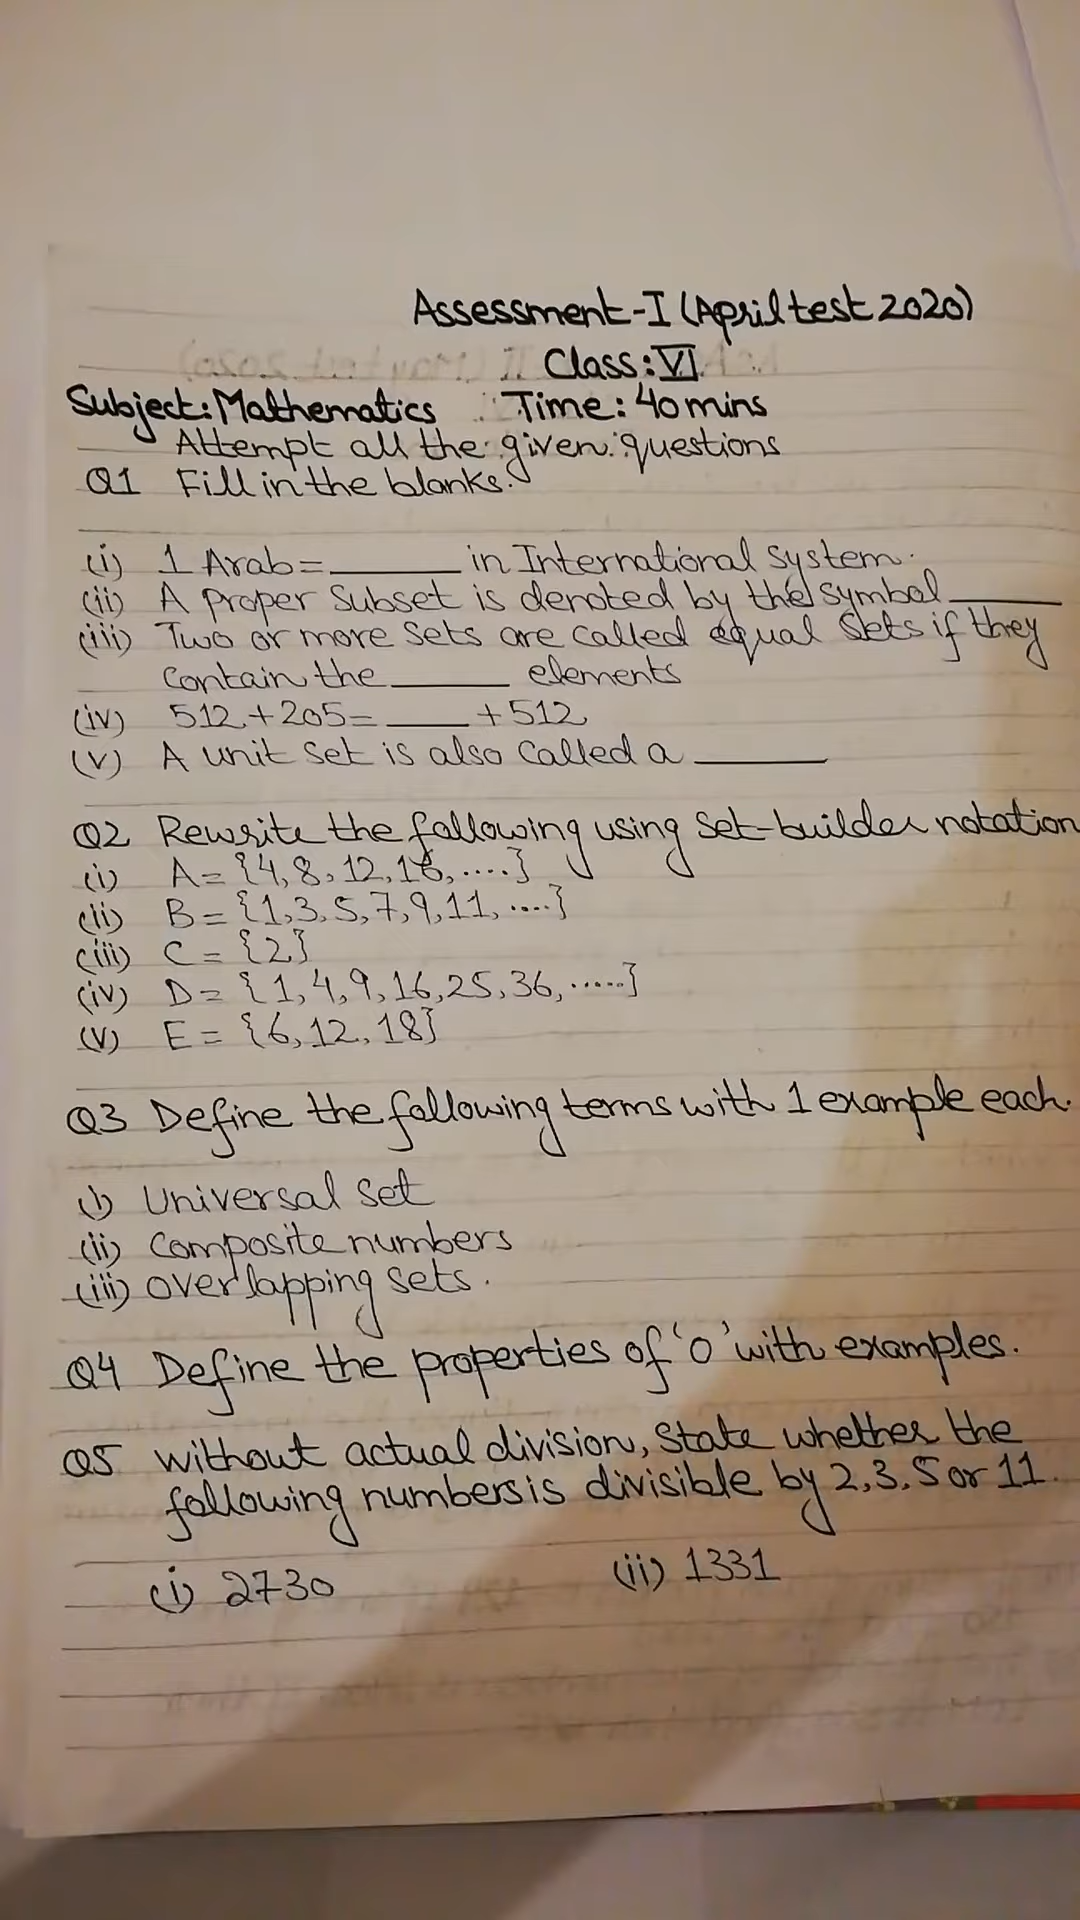 Assessment-I (April test 2020)
Class: VI
Subject: Mathematics Time: 40 mins
Attempt all the given questions
Q1 Fill in the blanks.
(i) 1 Arab = ______ in International system.
(ii) A proper subset is denoted by the symbol ______
(iii) Two or more sets are called equal sets if they
contain the ______ elements
(iv) 512 + 205 = ____ + 512
(v) A unit set is also called a ______
Q2 Rewrite the following using set-builder notation
(i) A = {4, 8, 12, 16, ....}
(ii) B = {1, 3, 5, 7, 9, 11, ....}
(iii) C = {2}
(iv) D = {1, 4, 9, 16, 25, 36, .....}
(v) E = {6, 12, 18}
Q3 Define the following terms with 1 example each.
(i) Universal set
(ii) Composite numbers
(iii) overlapping sets.
Q4 Define the properties of '0' with examples.
Q5 without actual division, State whether the
following numbers is divisible by 2, 3, 5 or 11.
(i) 2730 (ii) 1331